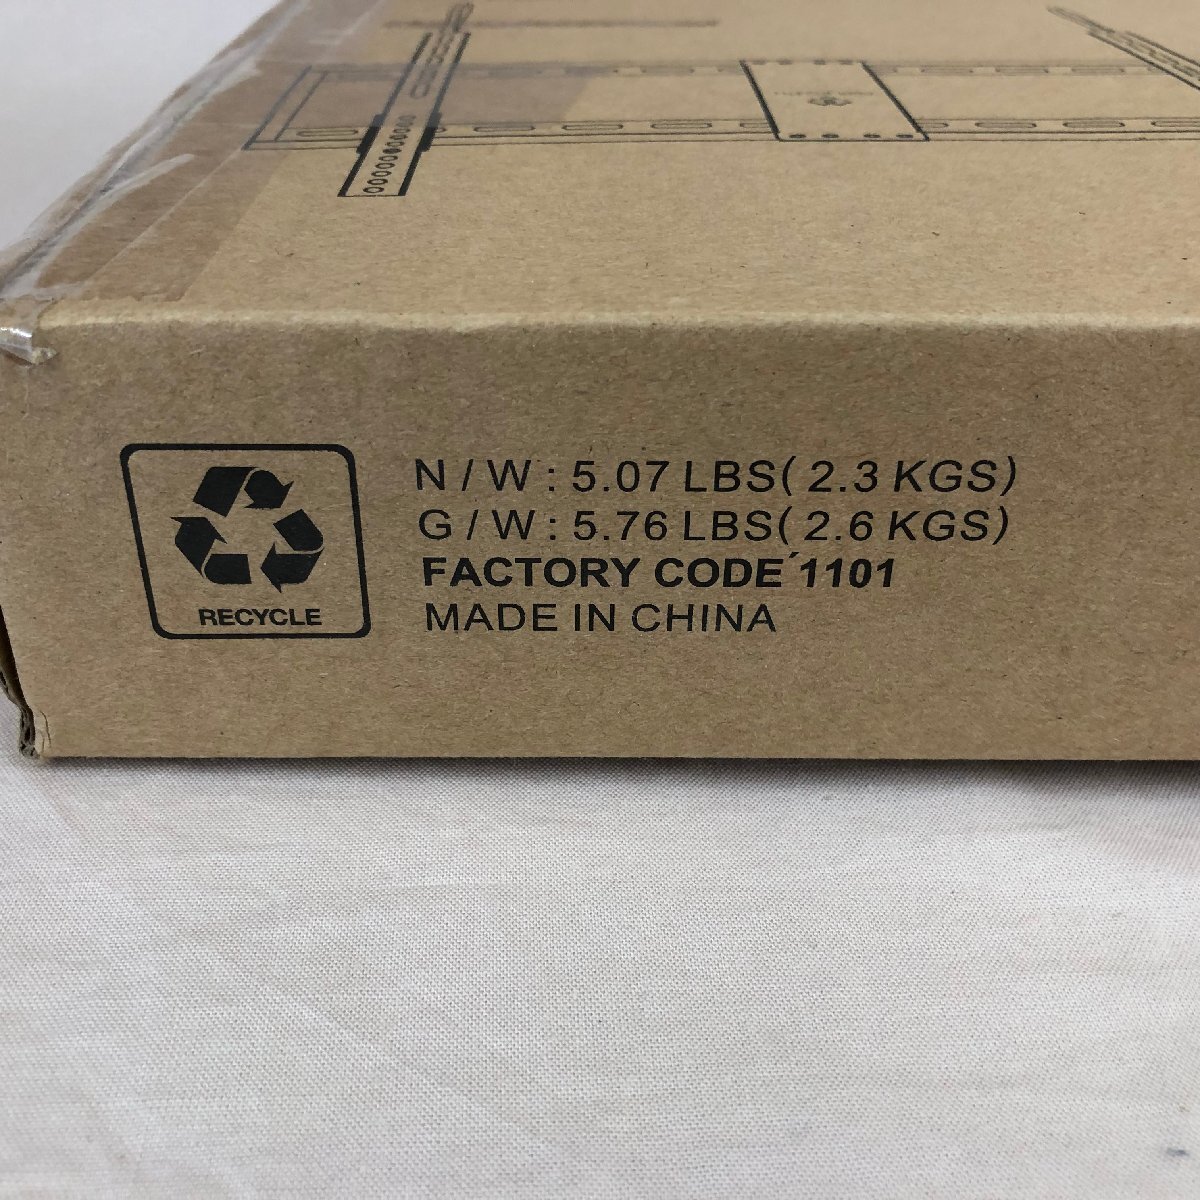 N / W : 5.07 LBS( 2.3 KGS)
G / W : 5.76 LBS( 2.6 KGS)
FACTORY CODE ́ 1101
MADE IN CHINA
RECYCLE